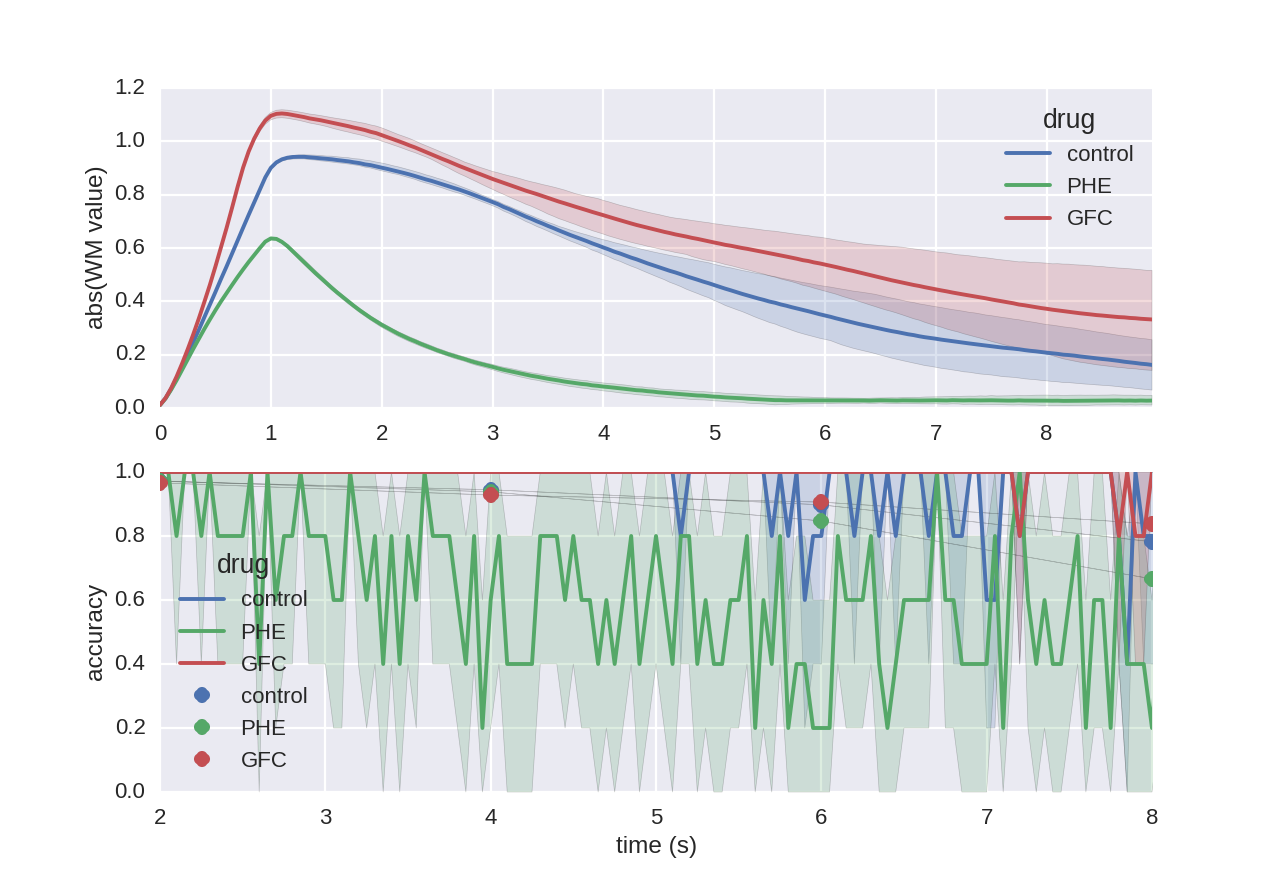 1.2
1.0
0.8
0.6
0.4
0.2
0.0
abs(WM value)
drug
control
PHE
GFC
0 1 2 3 4 5 6 7 8
1.0
0.8
0.6
0.4
0.2
0.0
accuracy
drug
control
PHE
GFC
control
PHE
GFC
2 3 4 5 6 7 8
time (s)